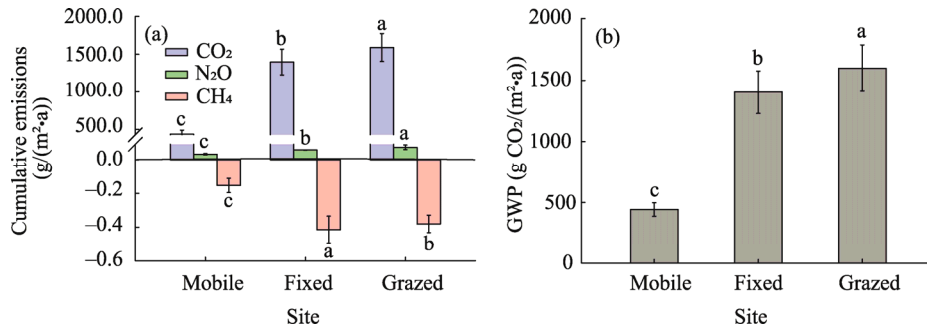 (a)
CO₂
N₂O
CH₄
2000.0
1500.0
1000.0
500.0
0.0
−0.2
−0.4
−0.6
Cumulative emissions
(g/(m²•a))
c
c
c
b
b
a
a
a
b
Mobile Fixed Grazed
Site
(b)
2000
1500
1000
500
0
GWP (g CO₂/(m²•a))
c
b
a
Mobile Fixed Grazed
Site